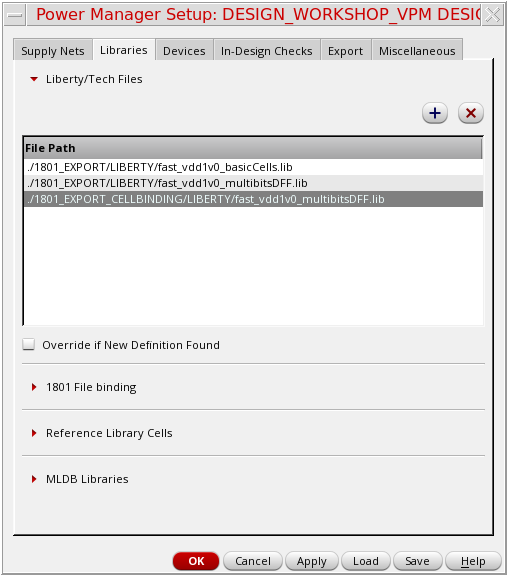 Power Manager Setup: DESIGN_WORKSHOP_VPM
Supply Nets Libraries Devices In-Design Checks Export Miscellaneous
Liberty/Tech Files
File Path
./1801_EXPORT/LIBERTY/fast_vdd1v0_basicCells.lib
./1801_EXPORT/LIBERTY/fast_vdd1v0_multibitsDFF.lib
./1801_EXPORT_CELLBINDING/LIBERTY/fast_vdd1v0_multibitsDFF.lib
Override if New Definition Found
1801 File binding
Reference Library Cells
MLDB Libraries
OK Cancel Apply Load Save Help